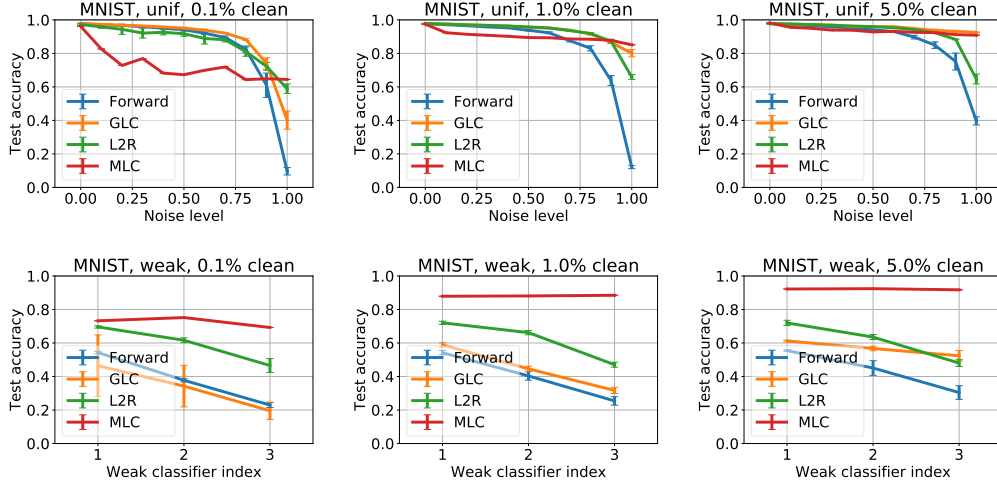 MNIST, unif, 0.1% clean
Test accuracy
1.0
0.8
0.6
0.4
0.2
0.0
Forward
GLC
L2R
MLC
0.00 0.25 0.50 0.75 1.00
Noise level
MNIST, unif, 1.0% clean
Test accuracy
1.0
0.8
0.6
0.4
0.2
0.0
Forward
GLC
L2R
MLC
0.00 0.25 0.50 0.75 1.00
Noise level
MNIST, unif, 5.0% clean
Test accuracy
1.0
0.8
0.6
0.4
0.2
0.0
Forward
GLC
L2R
MLC
0.00 0.25 0.50 0.75 1.00
Noise level
MNIST, weak, 0.1% clean
Test accuracy
1.0
0.8
0.6
0.4
0.2
0.0
Forward
GLC
L2R
MLC
1 2 3
Weak classifier index
MNIST, weak, 1.0% clean
Test accuracy
1.0
0.8
0.6
0.4
0.2
0.0
Forward
GLC
L2R
MLC
1 2 3
Weak classifier index
MNIST, weak, 5.0% clean
Test accuracy
1.0
0.8
0.6
0.4
0.2
0.0
Forward
GLC
L2R
MLC
1 2 3
Weak classifier index